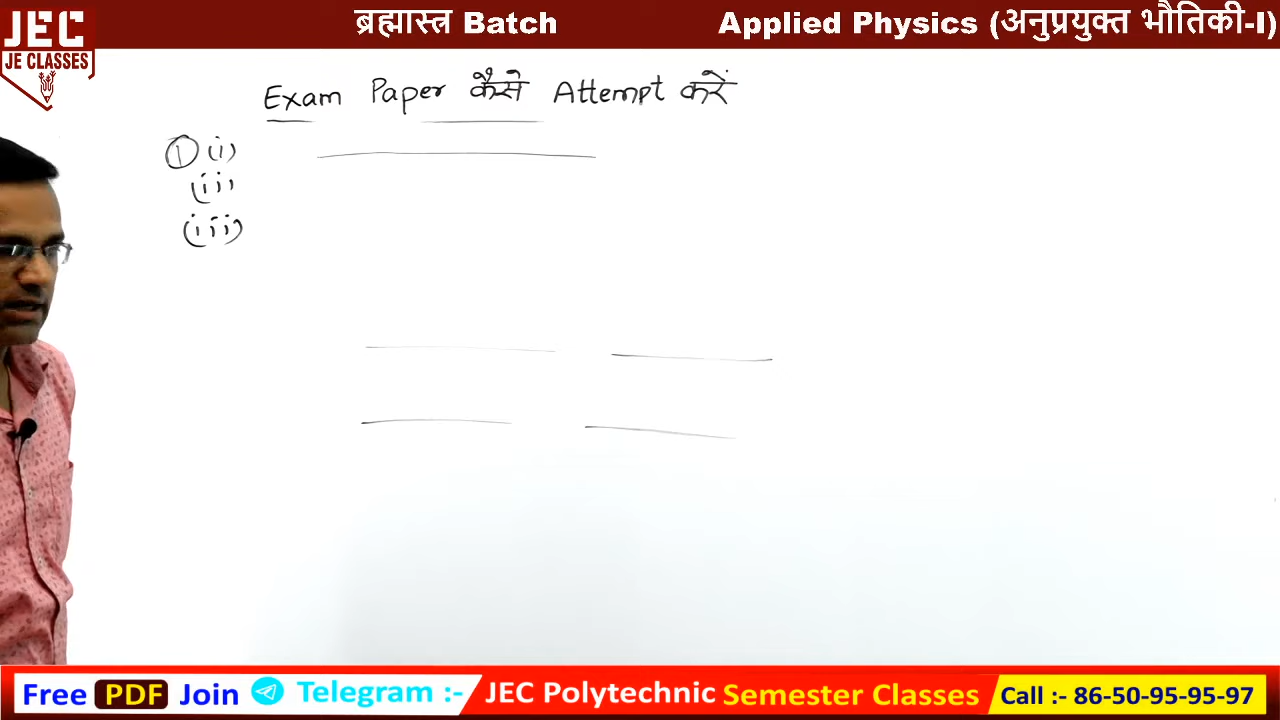 JEC
JE CLASSES
ब्रह्मास्त्र Batch
Applied Physics (अनुप्रयुक्त भौतिकी-I)
Exam Paper कैसे Attempt करें
1 (i)
(ii)
(iii)
Free PDF Join Telegram :- JEC Polytechnic Semester Classes Call :- 86-50-95-95-97